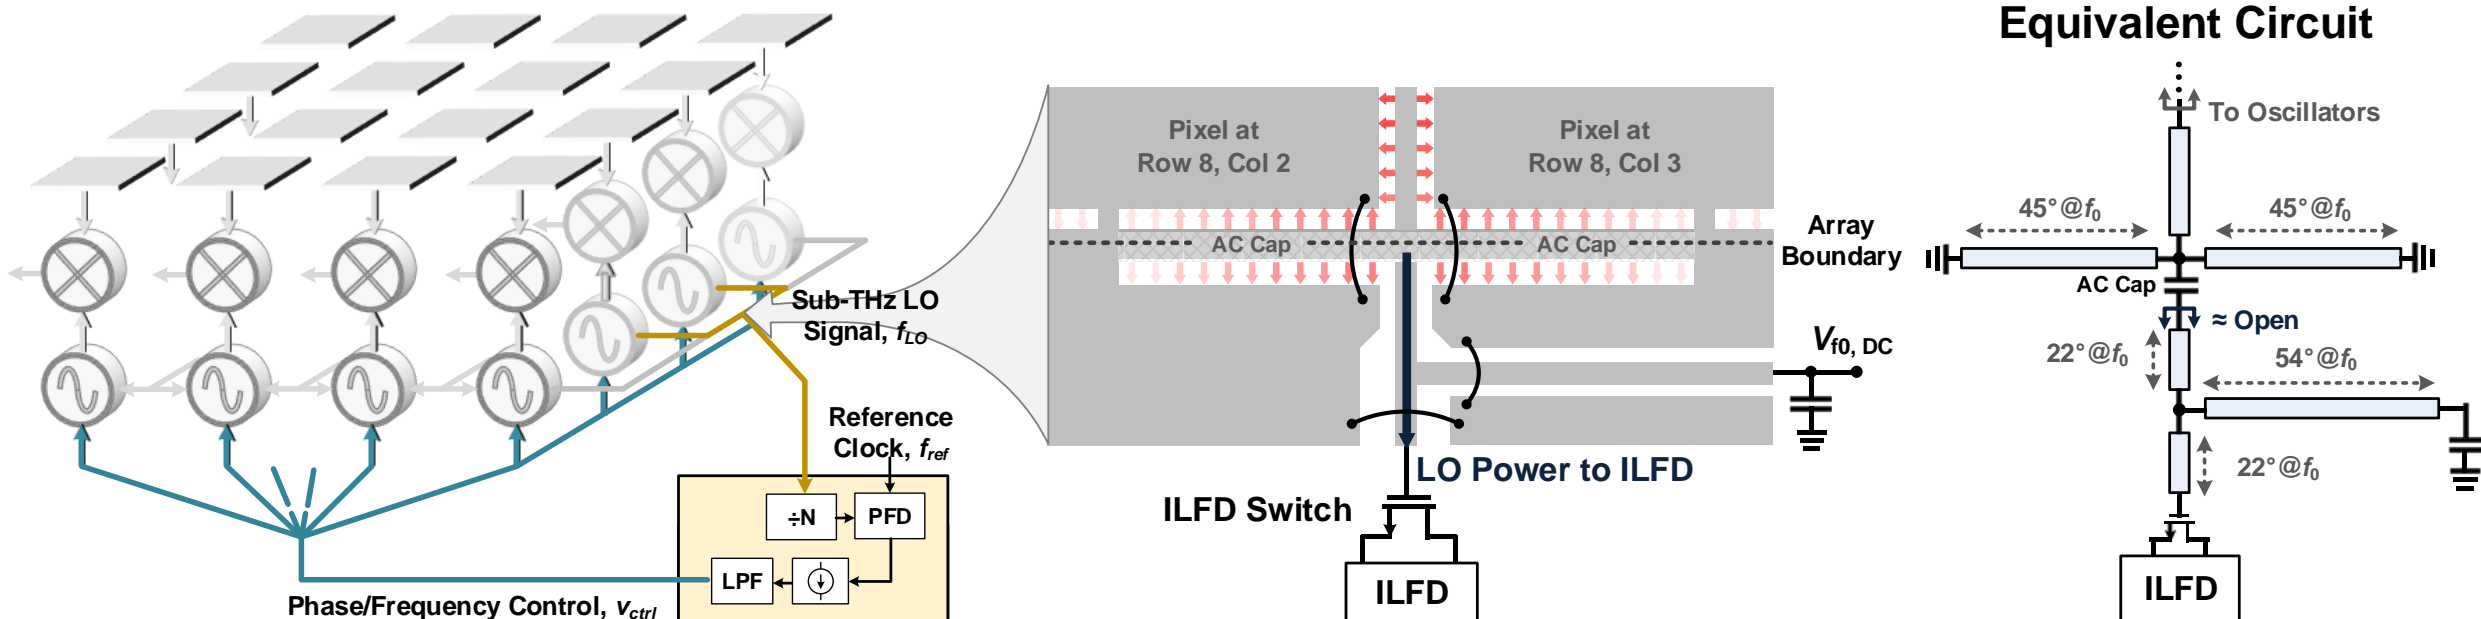 Sub-THz LO
Signal, fLO
Reference
Clock, fref
÷N
PFD
LPF
Phase/Frequency Control, vctrl
Pixel at
Row 8, Col 2
Pixel at
Row 8, Col 3
AC Cap
AC Cap
Array
Boundary
Vf0, DC
LO Power to ILFD
ILFD Switch
ILFD
Equivalent Circuit
To Oscillators
45°@f0
45°@f0
AC Cap
≈ Open
22°@f0
54°@f0
22°@f0
ILFD